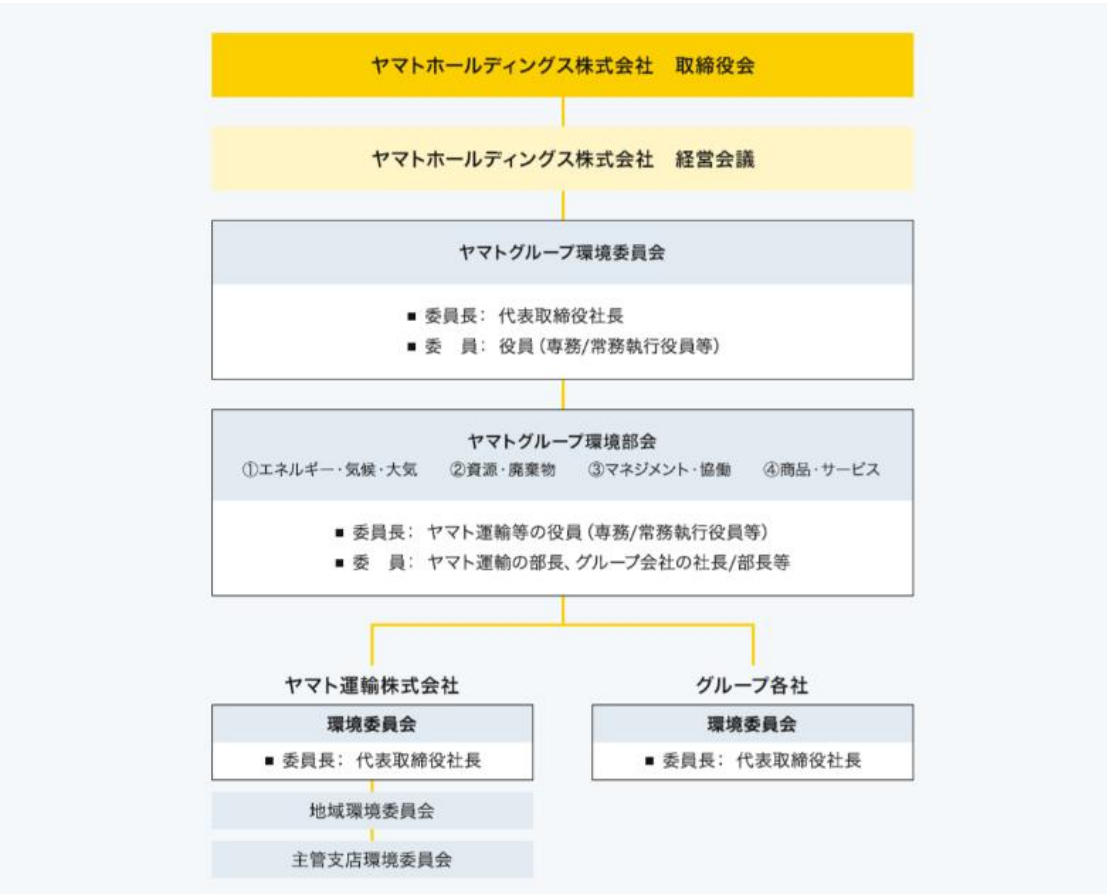 ヤマトホールディングス株式会社　取締役会
ヤマトホールディングス株式会社　経営会議
ヤマトグループ環境委員会
■ 委員長： 代表取締役社長
■ 委　員： 役員（専務/常務執行役員等）
ヤマトグループ環境部会
①エネルギー・気候・大気　②資源・廃棄物　③マネジメント・協働　④商品・サービス
■ 委員長： ヤマト運輸等の役員（専務/常務執行役員等）
■ 委　員： ヤマト運輸の部長、グループ会社の社長/部長等
ヤマト運輸株式会社
環境委員会
■ 委員長： 代表取締役社長
地域環境委員会
主管支店環境委員会
グループ各社
環境委員会
■ 委員長： 代表取締役社長